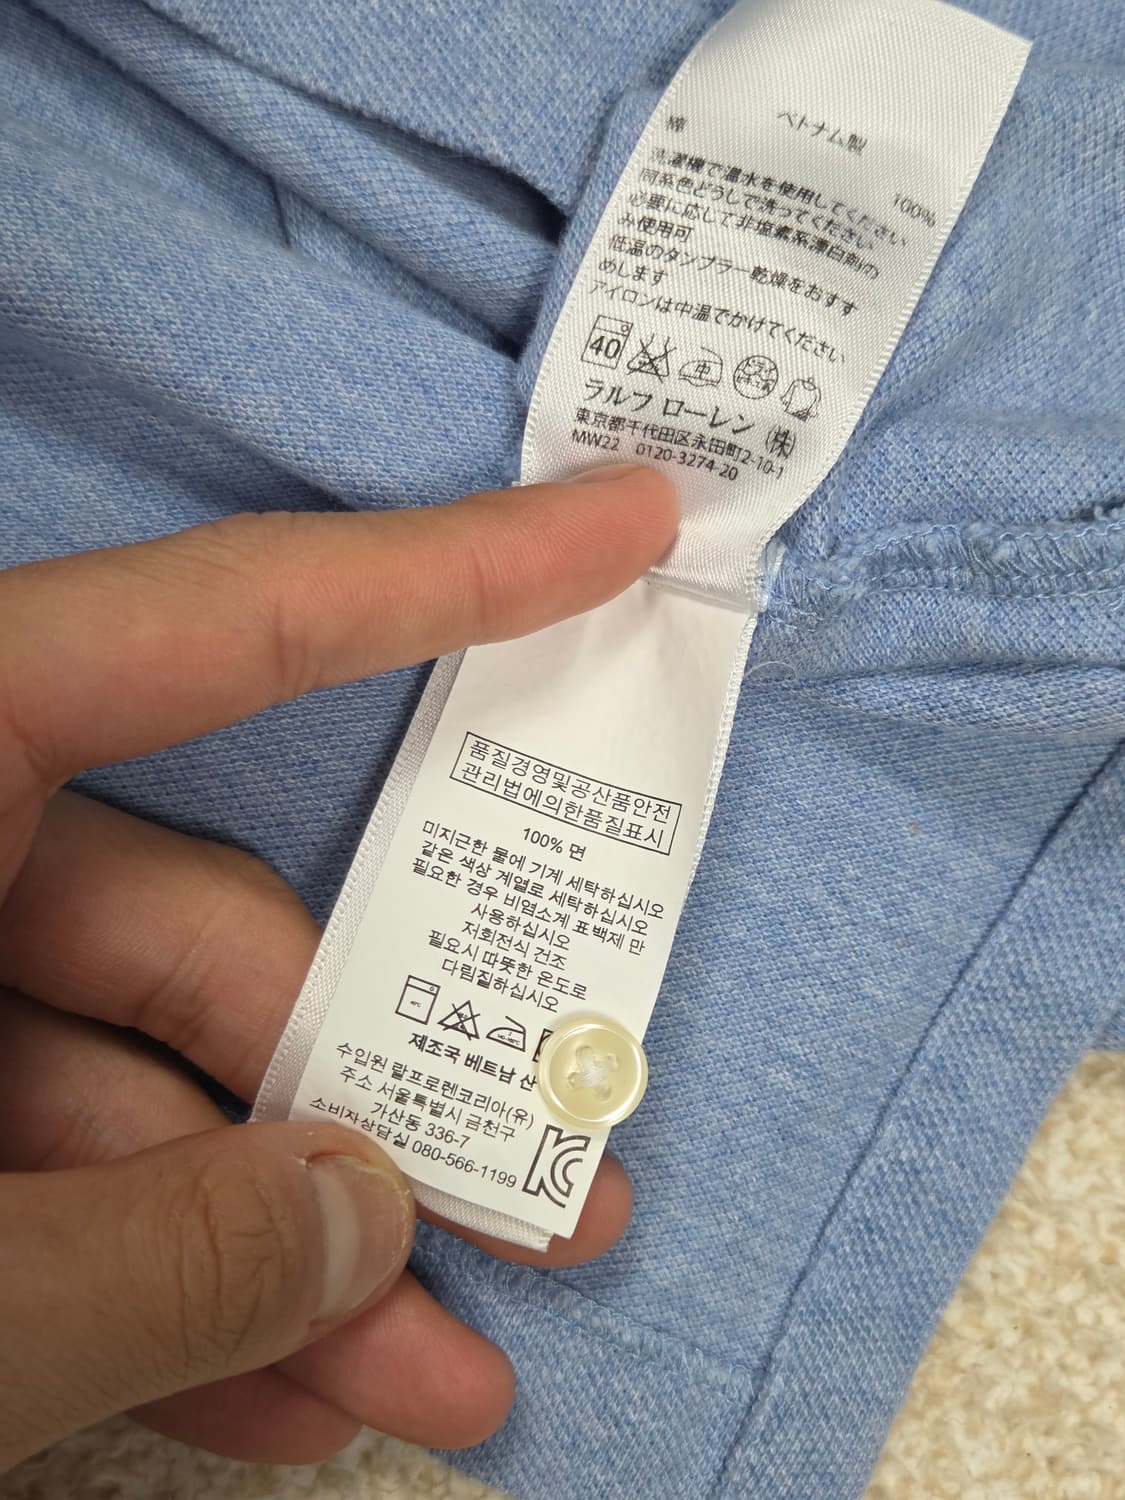 ベトナム製
綿 100%
洗濯機で温水を使用してください
同系色どうしで洗ってください
必要に応じて非塩素系漂白剤の
み使用可
低温のタンブラー乾燥をおすす
めします
アイロンは中温でかけてください
40
中
ラルフ ローレン ㈱
東京都千代田区永田町2-10-1
MW22 0120-3274-20
품질경영및공산품안전
관리법에의한품질표시
100% 면
미지근한 물에 기계 세탁하십시오
같은 색상 계열로 세탁하십시오
필요한 경우 비염소계 표백제 만
사용하십시오
저회전식 건조
필요시 따뜻한 온도로
다림질하십시오
제조국 베트남 산
수입원 랄프로렌코리아(유)
주소 서울특별시 금천구
가산동 336-7
소비자상담실 080-566-1199